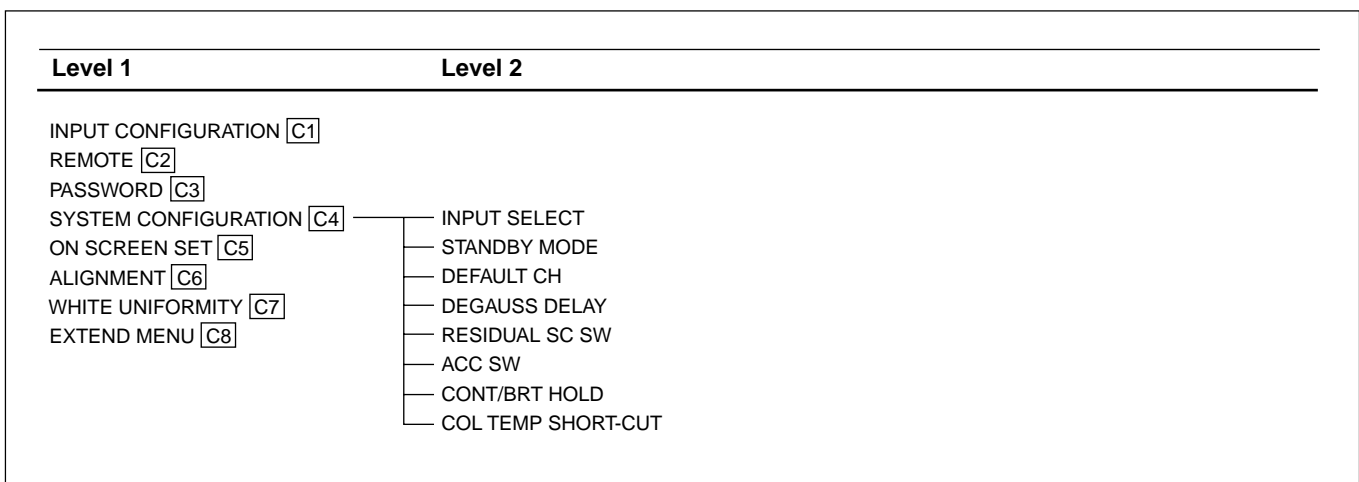 Level 1 Level 2
INPUT CONFIGURATION C1
REMOTE C2
PASSWORD C3
SYSTEM CONFIGURATION C4 INPUT SELECT
ON SCREEN SET C5 STANDBY MODE
ALIGNMENT C6 DEFAULT CH
WHITE UNIFORMITY C7 DEGAUSS DELAY
EXTEND MENU C8 RESIDUAL SC SW
ACC SW
CONT/BRT HOLD
COL TEMP SHORT-CUT